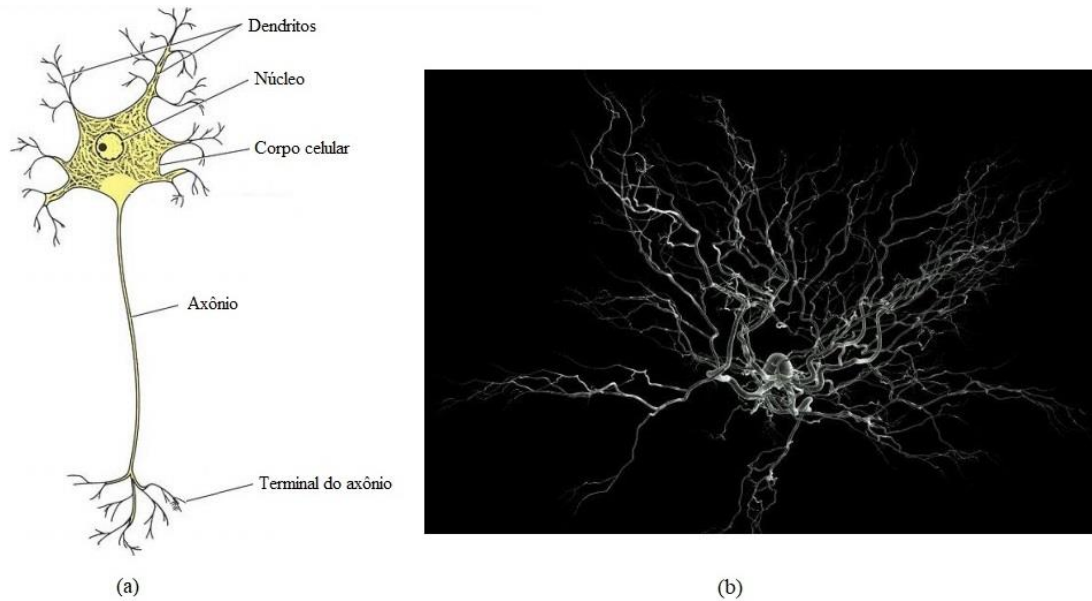 Dendritos
Núcleo
Corpo celular
Axônio
Terminal do axônio
(a)
(b)